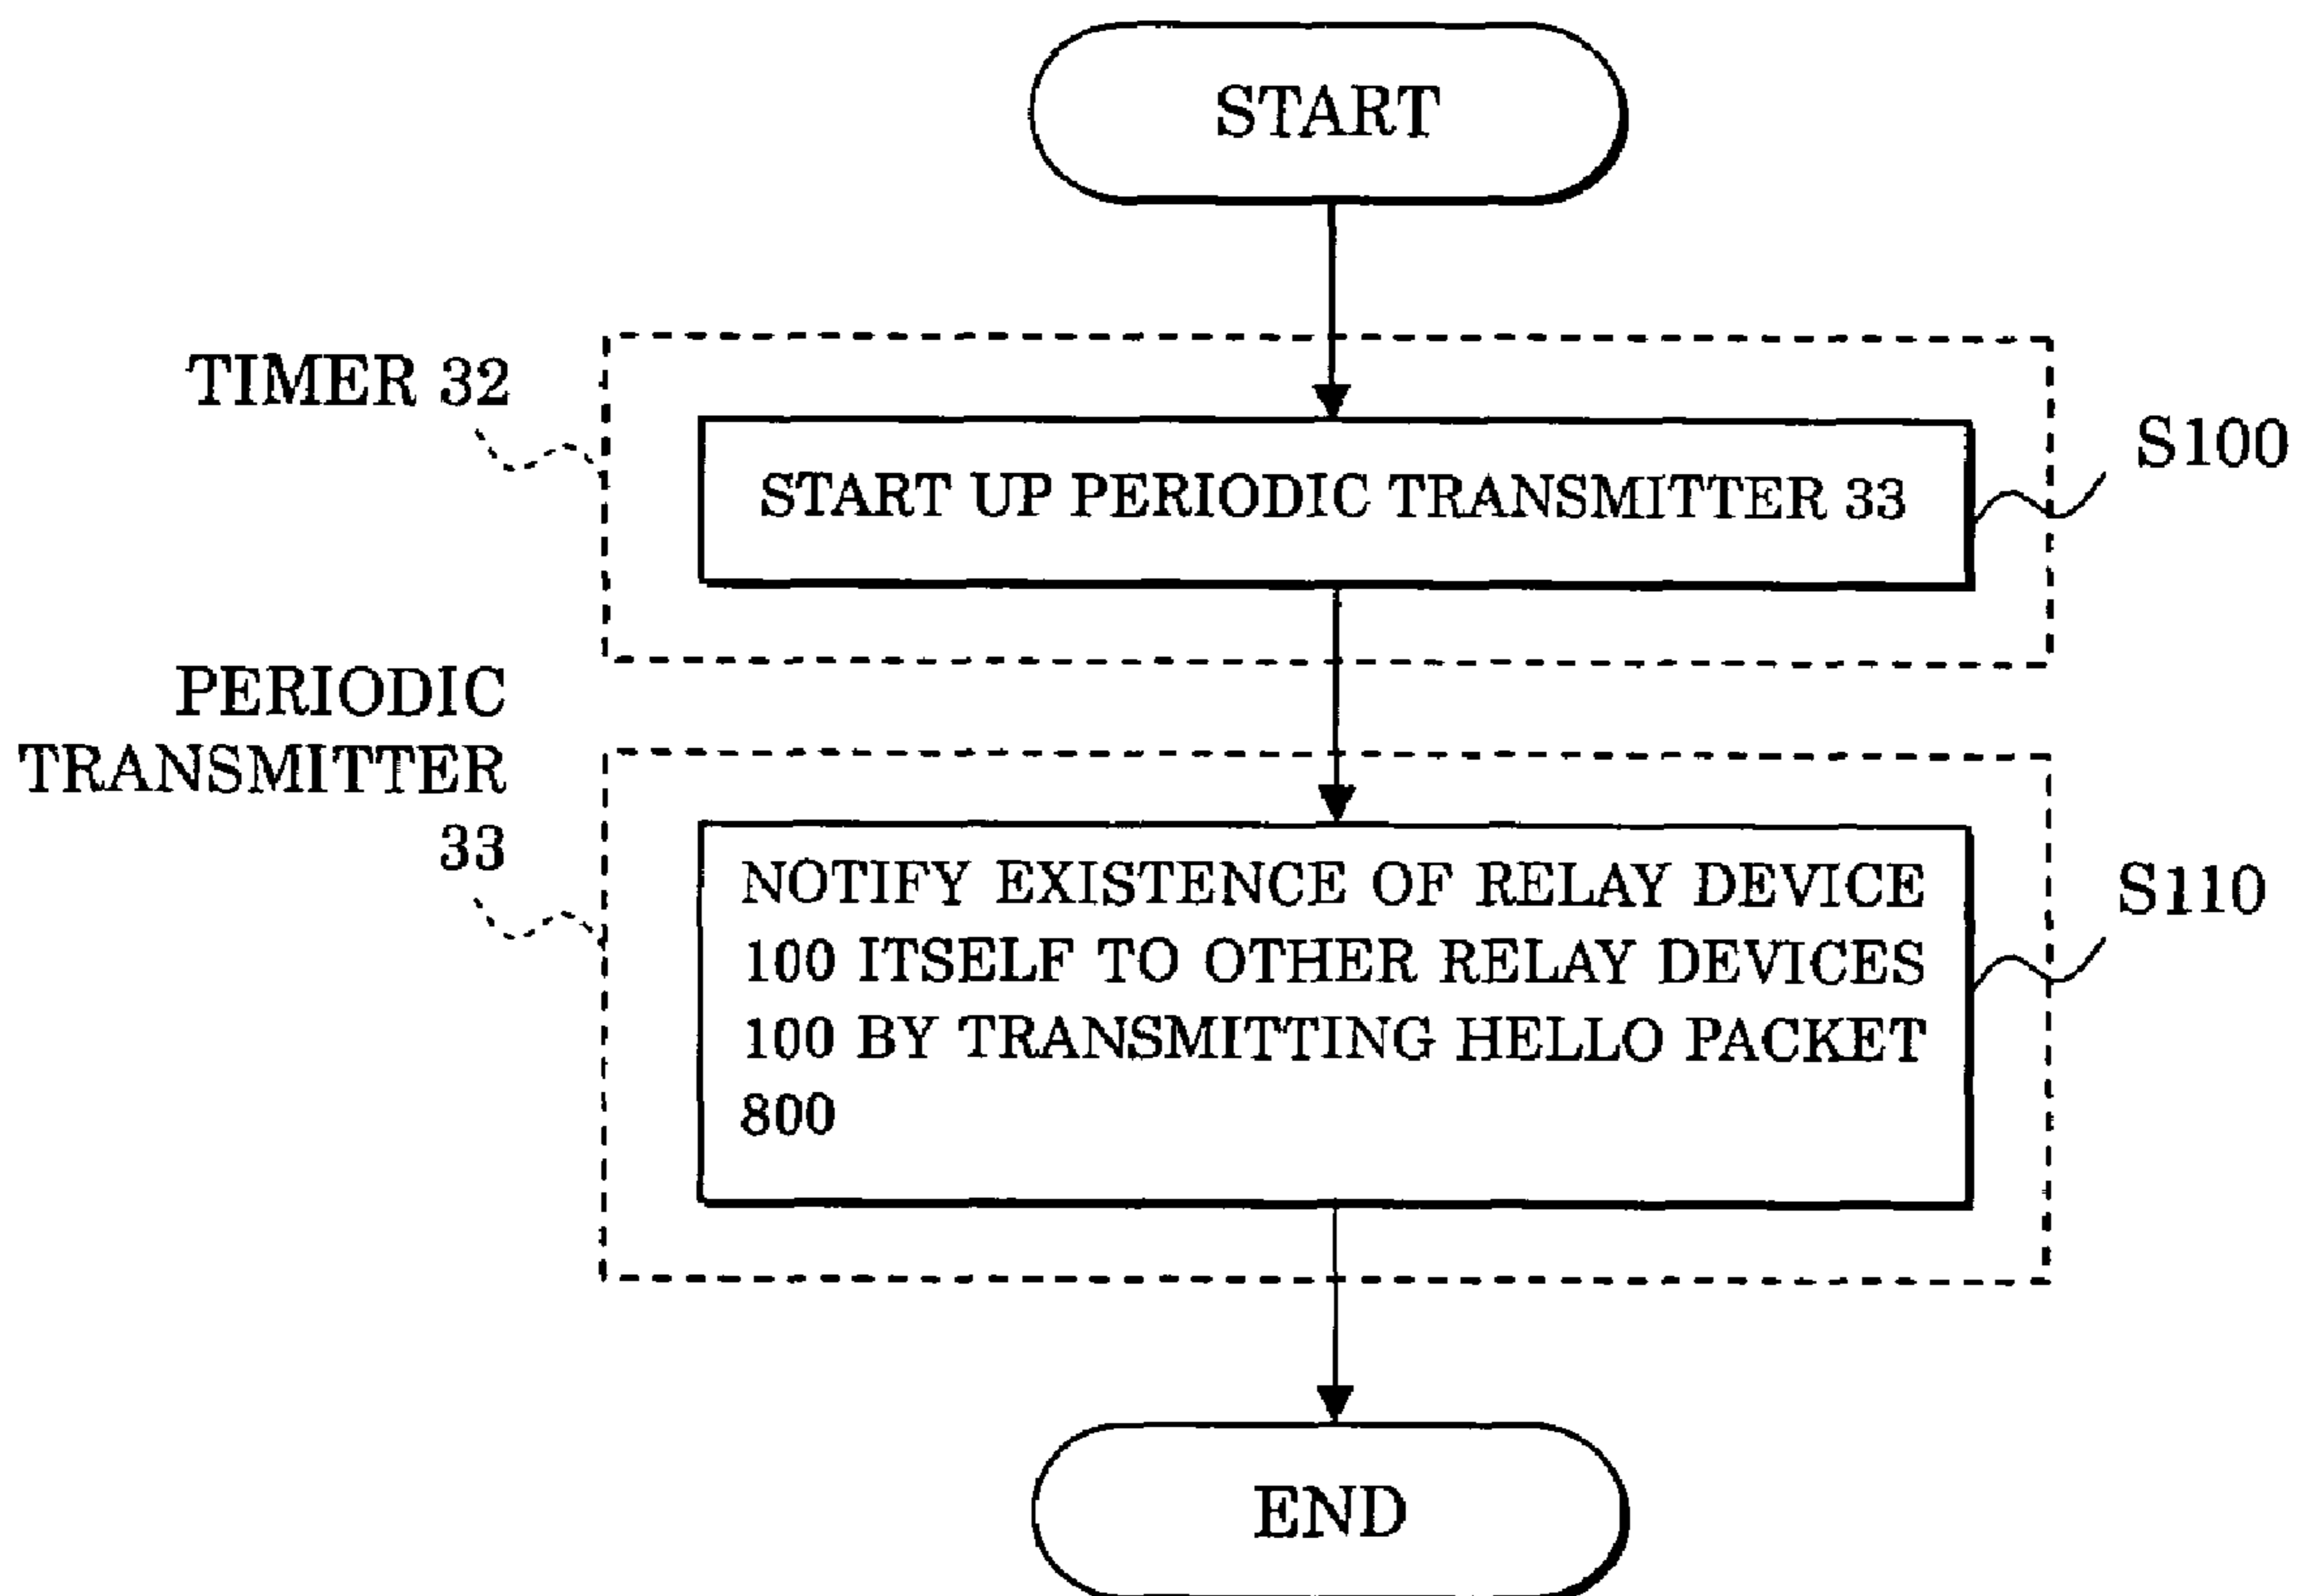 START
TIMER 32
START UP PERIODIC TRANSMITTER 33
S100
PERIODIC
TRANSMITTER
33
NOTIFY EXISTENCE OF RELAY DEVICE
100 ITSELF TO OTHER RELAY DEVICES
100 BY TRANSMITTING HELLO PACKET
800
S110
END